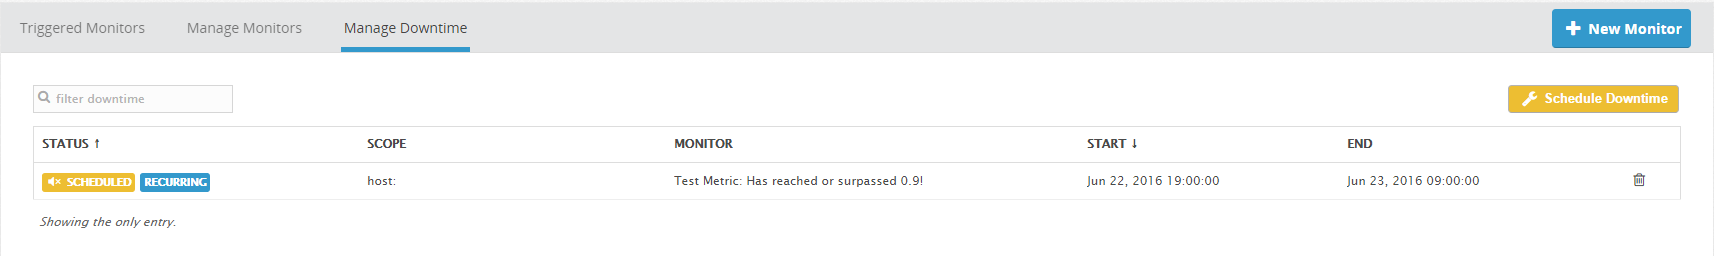 Triggered Monitors Manage Monitors Manage Downtime + New Monitor
filter downtime Schedule Downtime
STATUS ↑ SCOPE MONITOR START ↓ END
SCHEDULED RECURRING host: Test Metric: Has reached or surpassed 0.9! Jun 22, 2016 19:00:00 Jun 23, 2016 09:00:00
Showing the only entry.